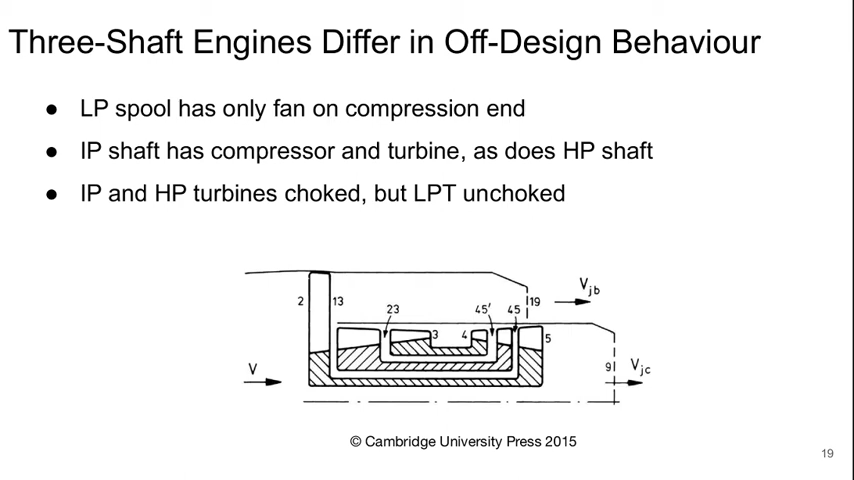 Three-Shaft Engines Differ in Off-Design Behaviour
● LP spool has only fan on compression end
● IP shaft has compressor and turbine, as does HP shaft
● IP and HP turbines choked, but LPT unchoked
V_jb
2 13 23 45' 45 19
3 4 5
V 9 V_jc
© Cambridge University Press 2015
19